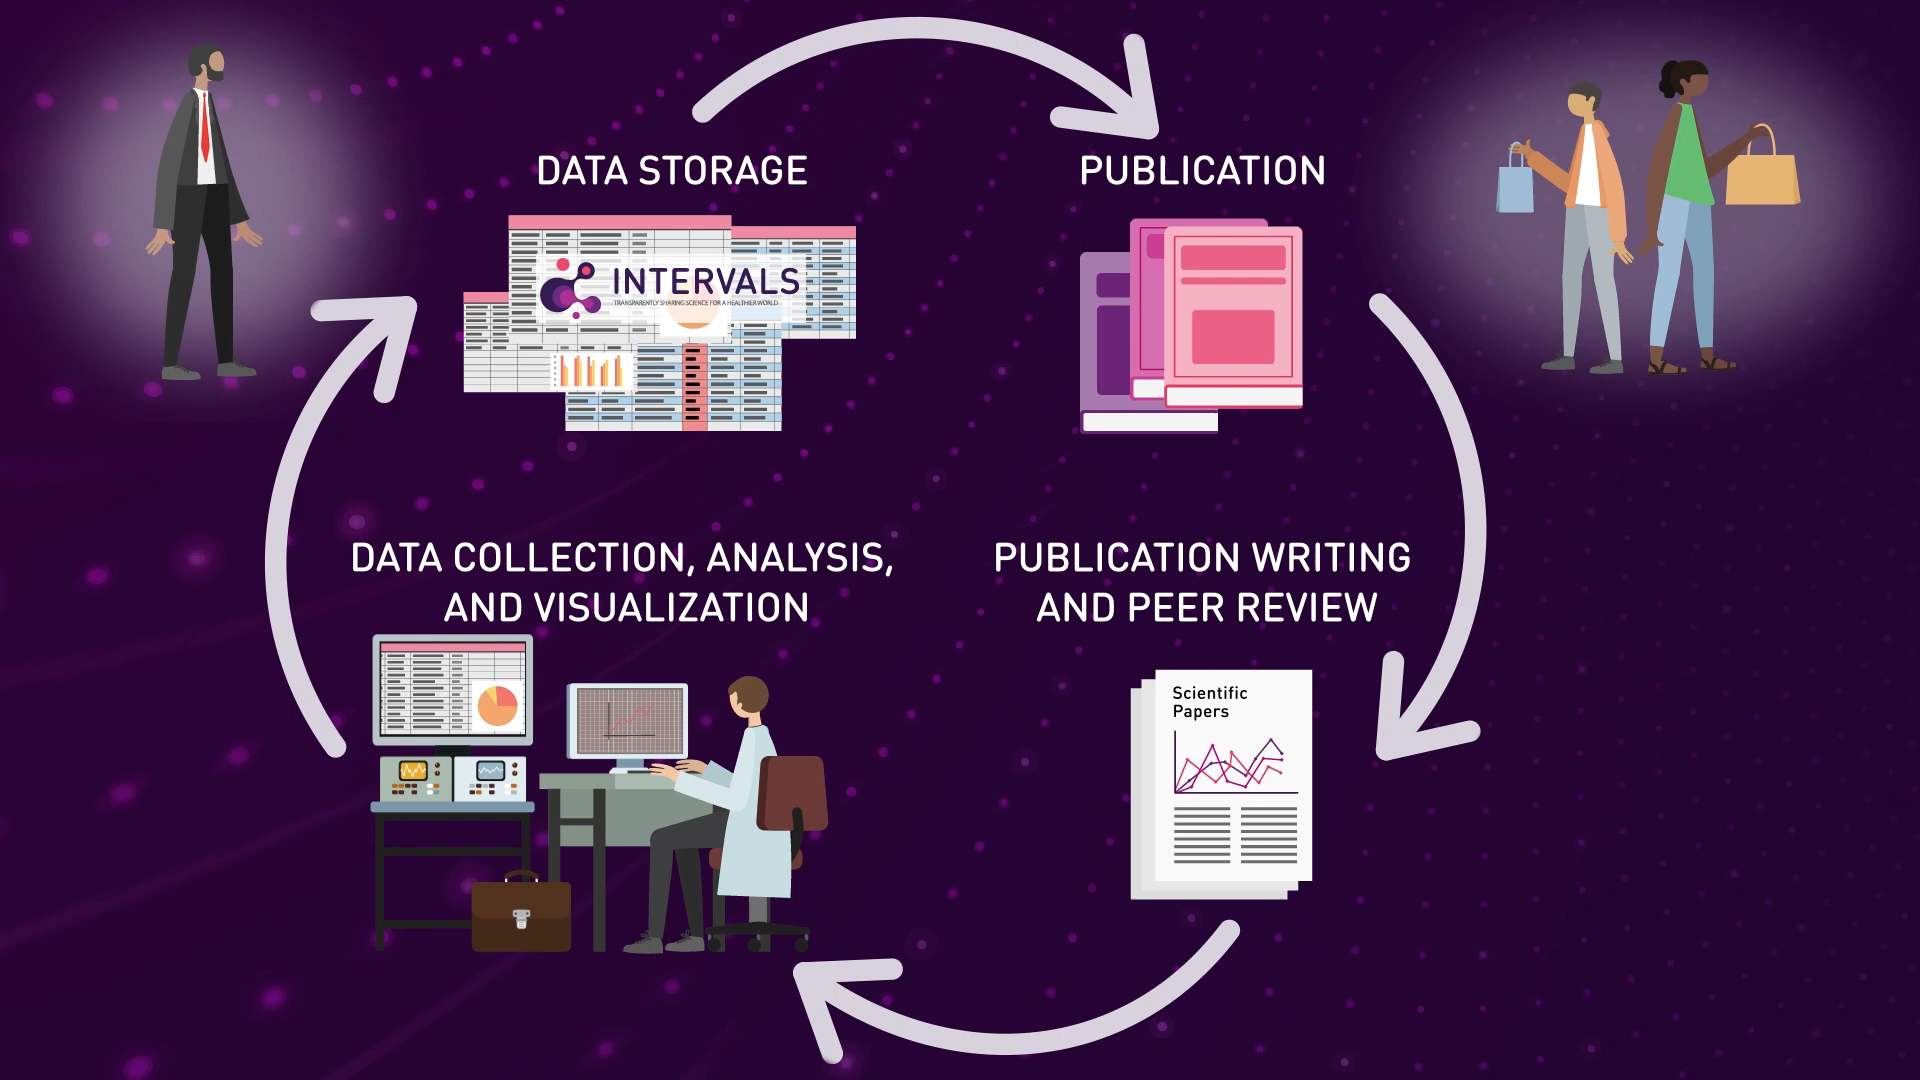 DATA STORAGE
PUBLICATION
INTERVALS
TRANSPARENTLY SHARING SCIENCE FOR A HEALTHIER WORLD
DATA COLLECTION, ANALYSIS,
AND VISUALIZATION
PUBLICATION WRITING
AND PEER REVIEW
Scientific
Papers